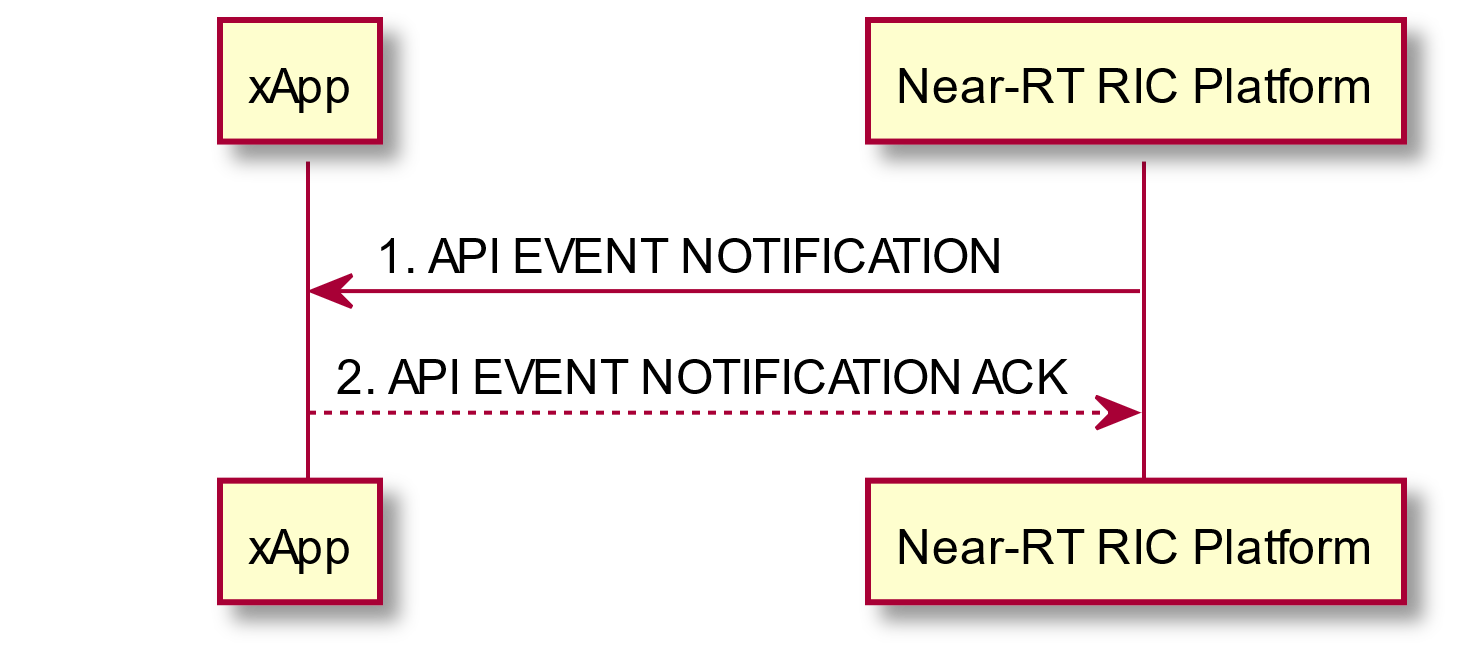 xApp
Near-RT RIC Platform
1. API EVENT NOTIFICATION
2. API EVENT NOTIFICATION ACK
xApp
Near-RT RIC Platform